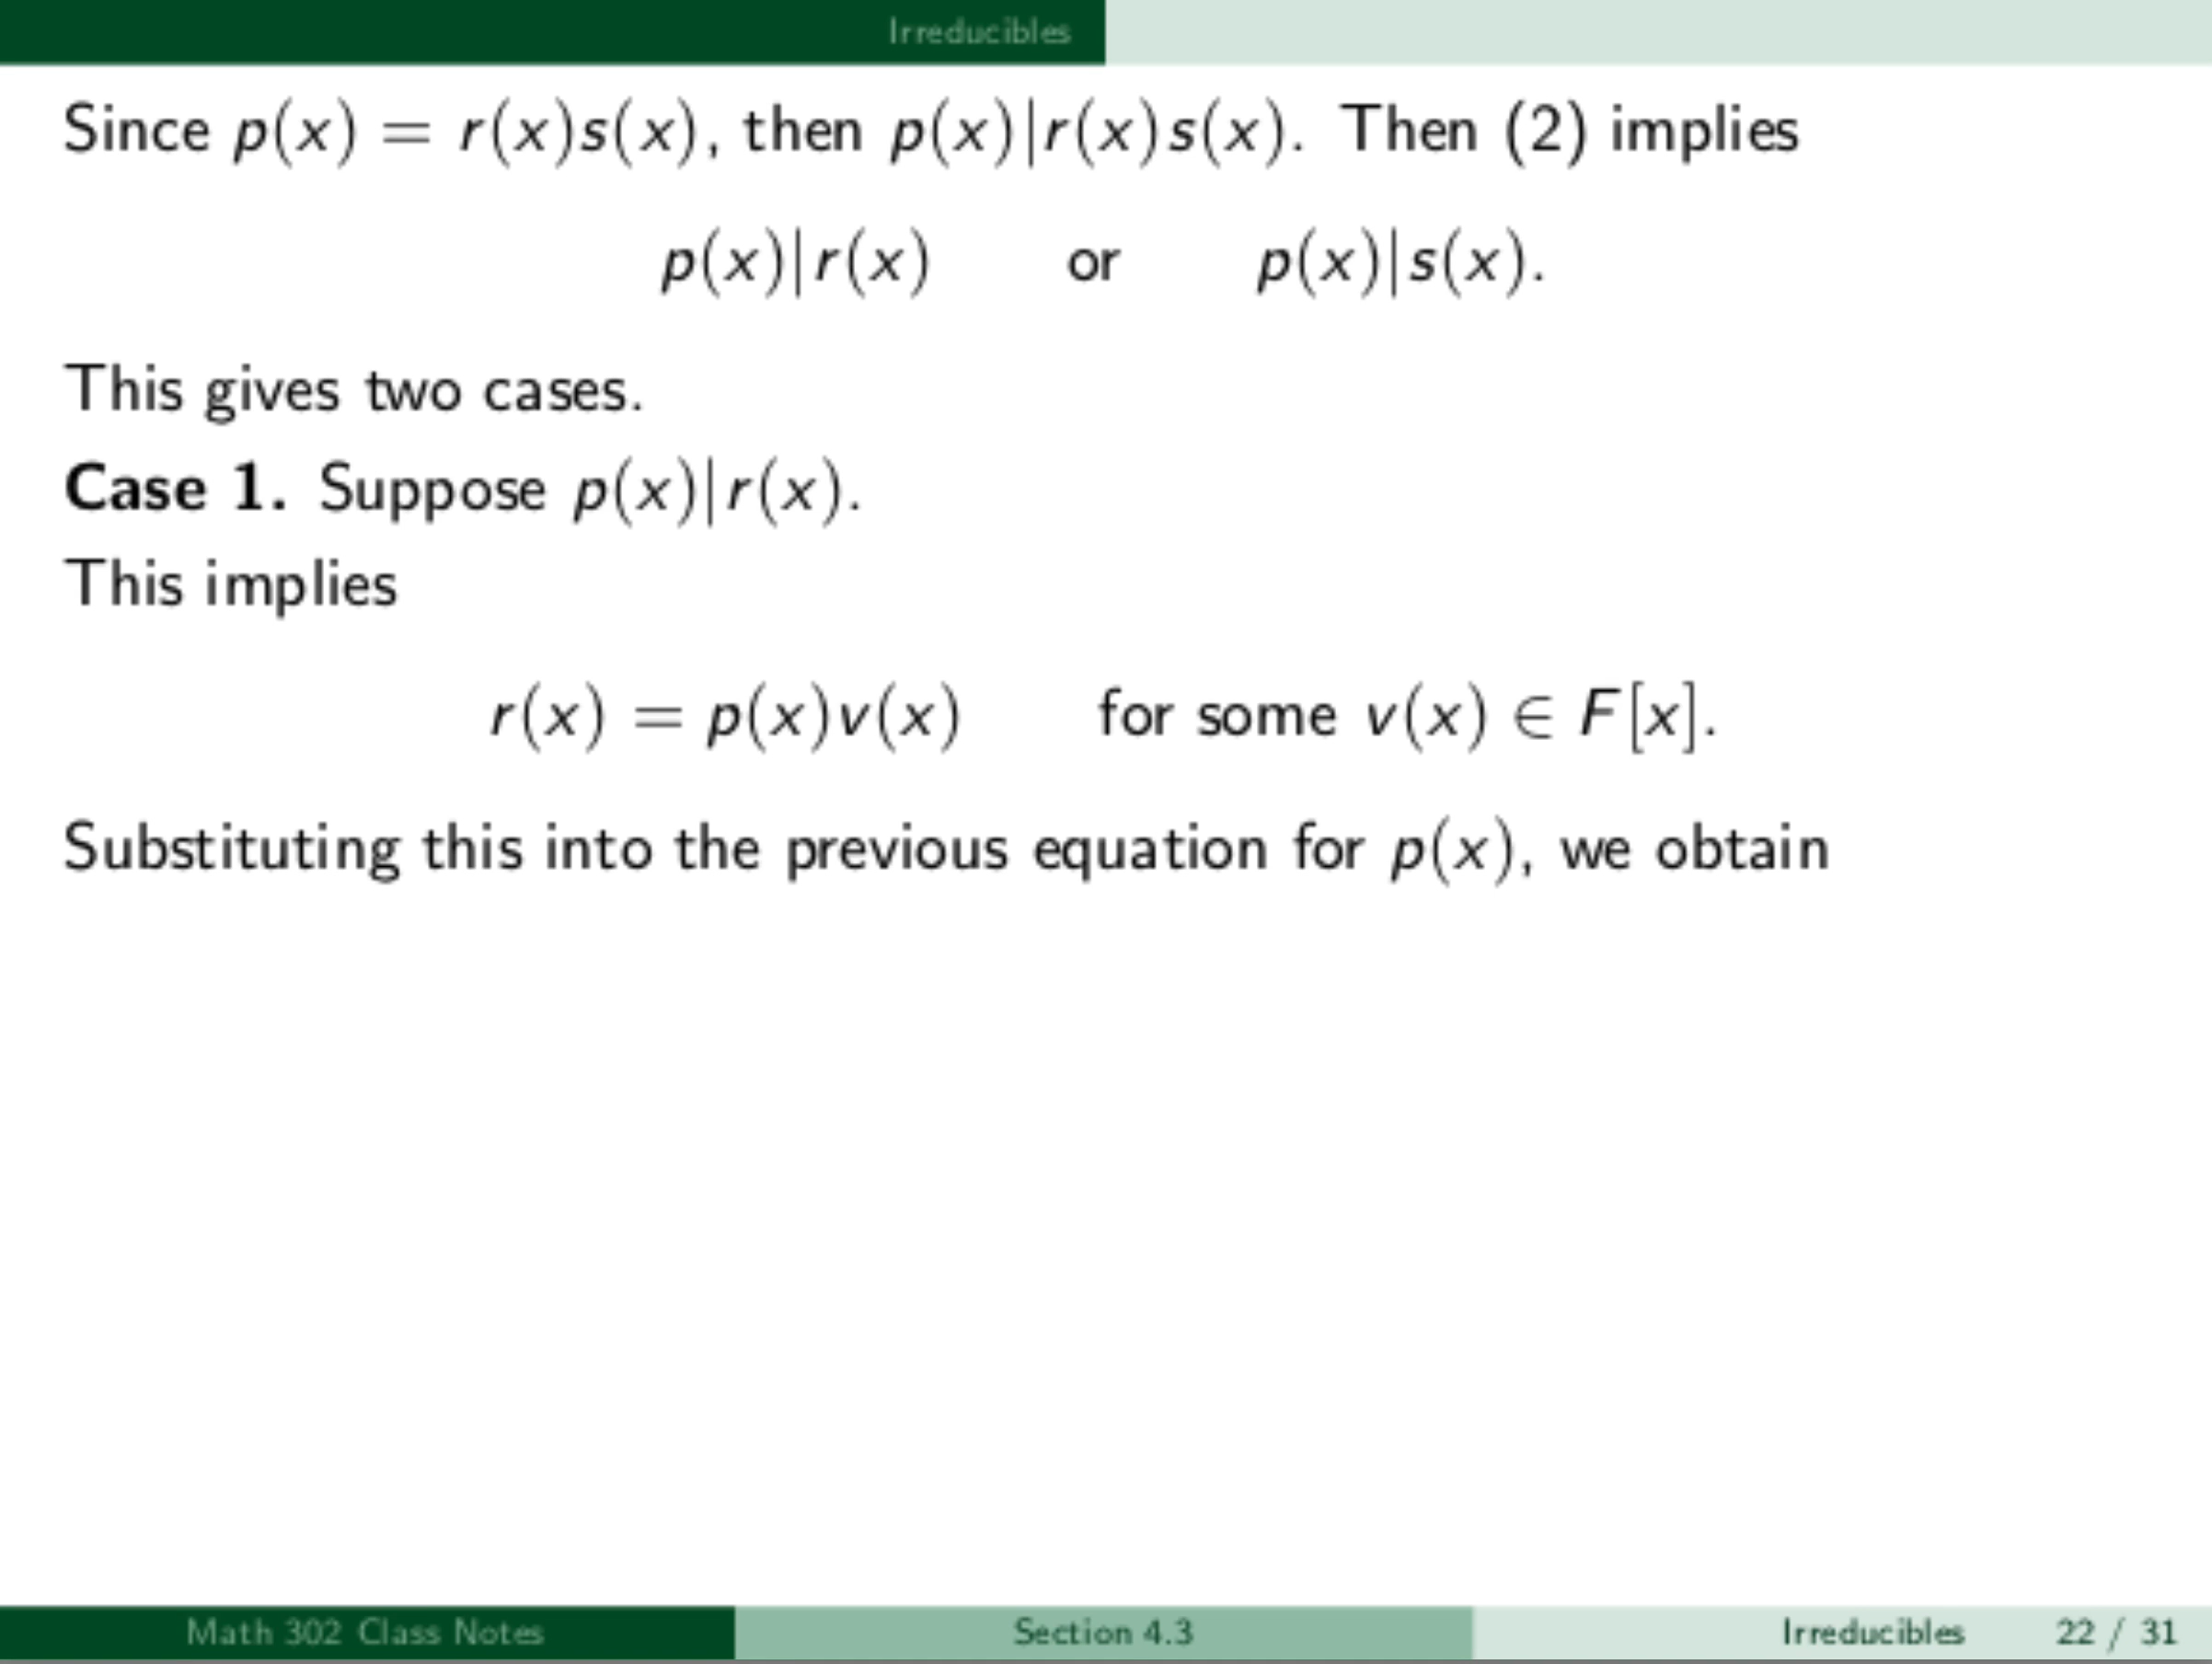 Irreducibles
Since p(x) = r(x)s(x), then p(x)|r(x)s(x). Then (2) implies
p(x)|r(x) or p(x)|s(x).
This gives two cases.
Case 1. Suppose p(x)|r(x).
This implies
r(x) = p(x)v(x) for some v(x) ∈ F[x].
Substituting this into the previous equation for p(x), we obtain
Math 302 Class Notes Section 4.3 Irreducibles 22 / 31